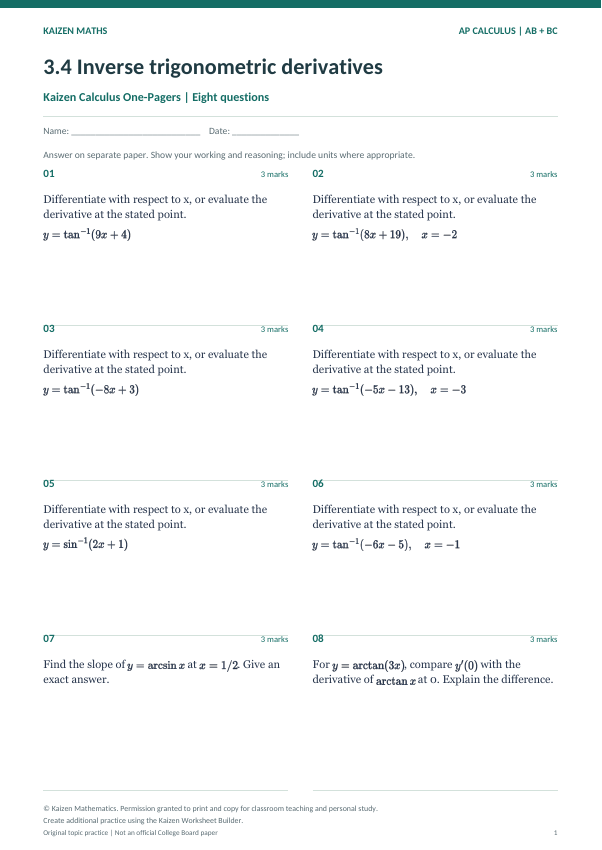 KAIZEN MATHS
AP CALCULUS | AB + BC
3.4 Inverse trigonometric derivatives
Kaizen Calculus One-Pagers | Eight questions
Name: ____________________________ Date: ______________
Answer on separate paper. Show your working and reasoning; include units where appropriate.
01 3 marks
Differentiate with respect to x, or evaluate the
derivative at the stated point.
y = tan⁻¹(9x + 4)
02 3 marks
Differentiate with respect to x, or evaluate the
derivative at the stated point.
y = tan⁻¹(8x + 19), x = −2
03 3 marks
Differentiate with respect to x, or evaluate the
derivative at the stated point.
y = tan⁻¹(−8x + 3)
04 3 marks
Differentiate with respect to x, or evaluate the
derivative at the stated point.
y = tan⁻¹(−5x − 13), x = −3
05 3 marks
Differentiate with respect to x, or evaluate the
derivative at the stated point.
y = sin⁻¹(2x + 1)
06 3 marks
Differentiate with respect to x, or evaluate the
derivative at the stated point.
y = tan⁻¹(−6x − 5), x = −1
07 3 marks
Find the slope of y = arcsin x at x = 1/2. Give an
exact answer.
08 3 marks
For y = arctan(3x), compare y′(0) with the
derivative of arctan x at 0. Explain the difference.
© Kaizen Mathematics. Permission granted to print and copy for classroom teaching and personal study.
Create additional practice using the Kaizen Worksheet Builder.
Original topic practice | Not an official College Board paper
1